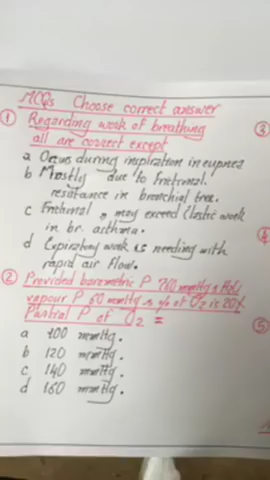 MCQs Choose correct answer
① Regarding work of breathing
all are correct except
a Occurs during inspiration in eupnea
b Mostly due to frictional
resistance in bronchial tree.
c Frictional , may exceed Elastic work
in br. asthma.
d Expiratory work is needing with
rapid air flow.
② Provided barometric P 760 mmHg & H2O
vapour P 60 mmHg & % of O2 is 20%
Partial P of O2 =
a 100 mmHg.
b 120 mmHg.
c 140 mmHg.
d 160 mmHg.
③
④
⑤